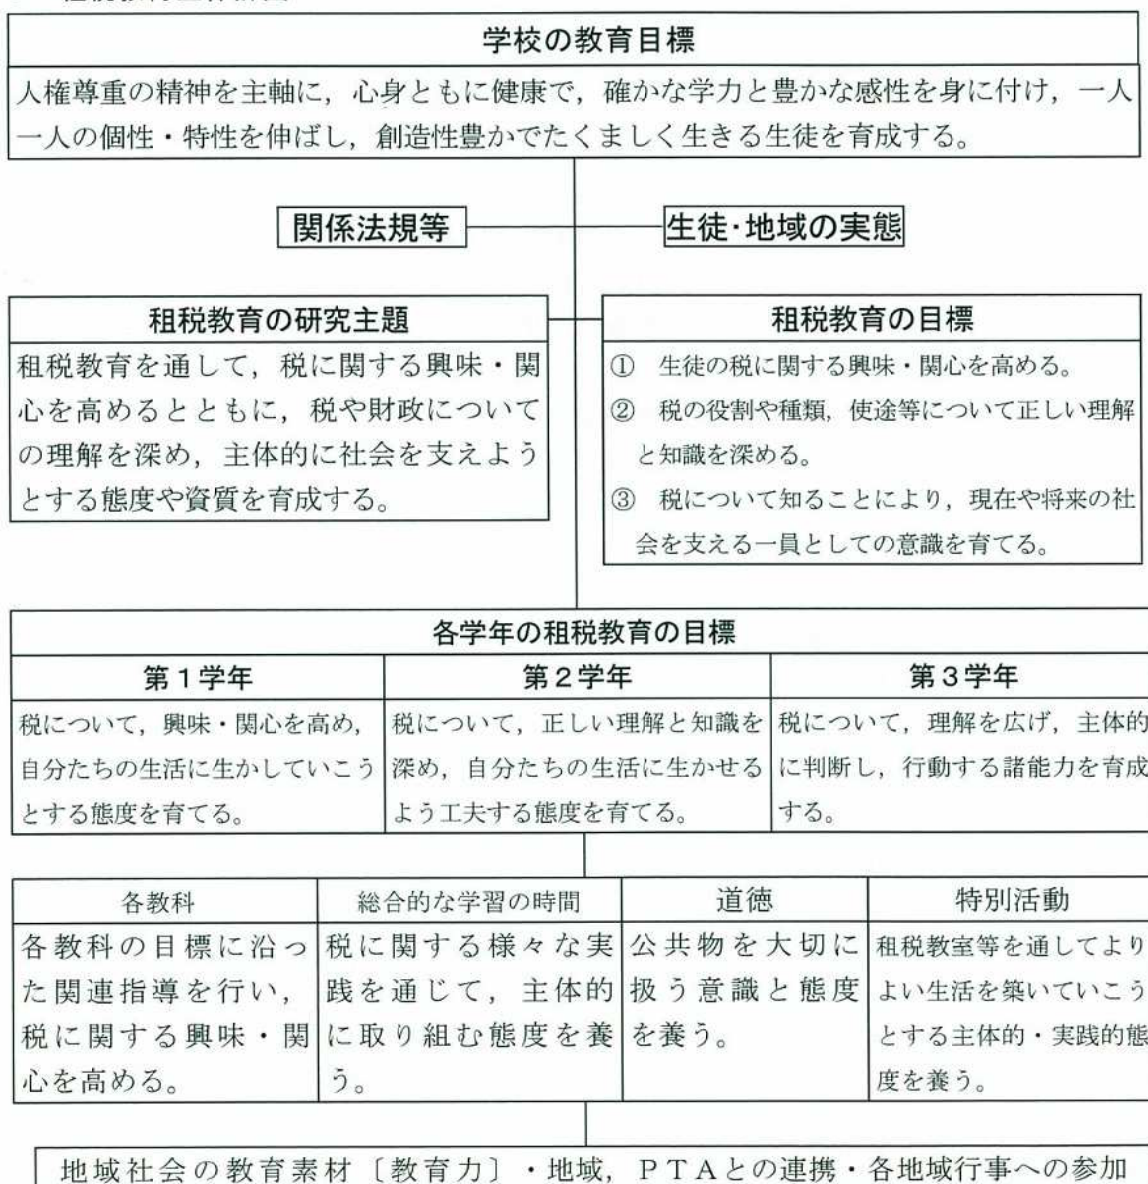 学校の教育目標
人権尊重の精神を主軸に，心身ともに健康で，確かな学力と豊かな感性を身に付け，一人
一人の個性・特性を伸ばし，創造性豊かでたくましく生きる生徒を育成する。
関係法規等
生徒・地域の実態
租税教育の研究主題
租税教育を通して，税に関する興味・関
心を高めるとともに，税や財政について
の理解を深め，主体的に社会を支えよう
とする態度や資質を育成する。
租税教育の目標
① 生徒の税に関する興味・関心を高める。
② 税の役割や種類，使途等について正しい理解
と知識を深める。
③ 税について知ることにより，現在や将来の社
会を支える一員としての意識を育てる。
各学年の租税教育の目標
第１学年
税について，興味・関心を高め，
自分たちの生活に生かしていこう
とする態度を育てる。
第２学年
税について，正しい理解と知識を
深め，自分たちの生活に生かせる
よう工夫する態度を育てる。
第３学年
税について，理解を広げ，主体的
に判断し，行動する諸能力を育成
する。
各教科
各教科の目標に沿っ
た関連指導を行い，
税に関する興味・関
心を高める。
総合的な学習の時間
税に関する様々な実
践を通じて，主体的
に取り組む態度を養
う。
道徳
公共物を大切に
扱う意識と態度
を養う。
特別活動
租税教室等を通してより
よい生活を築いていこう
とする主体的・実践的態
度を養う。
地域社会の教育素材〔教育力〕・地域，ＰＴＡとの連携・各地域行事への参加